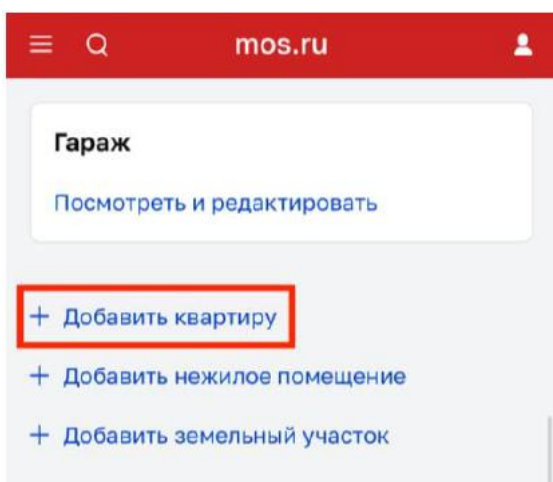 mos.ru
Гараж
Посмотреть и редактировать
+ Добавить квартиру
+ Добавить нежилое помещение
+ Добавить земельный участок